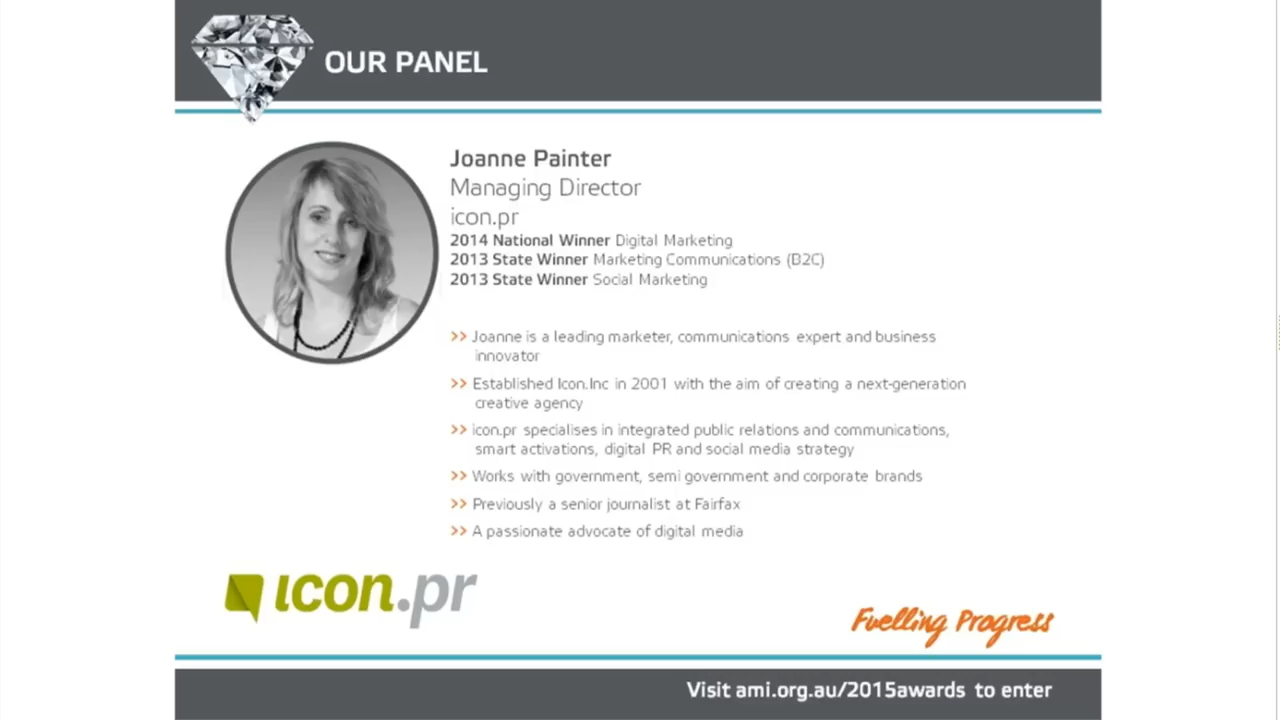 OUR PANEL
Joanne Painter
Managing Director
icon.pr
2014 National Winner Digital Marketing
2013 State Winner Marketing Communications (B2C)
2013 State Winner Social Marketing
>> Joanne is a leading marketer, communications expert and business
innovator
>> Established Icon.Inc in 2001 with the aim of creating a next-generation
creative agency
>> icon.pr specialises in integrated public relations and communications,
smart activations, digital PR and social media strategy
>> Works with government, semi government and corporate brands
>> Previously a senior journalist at Fairfax
>> A passionate advocate of digital media
icon.pr
Fuelling Progress
Visit ami.org.au/2015awards to enter